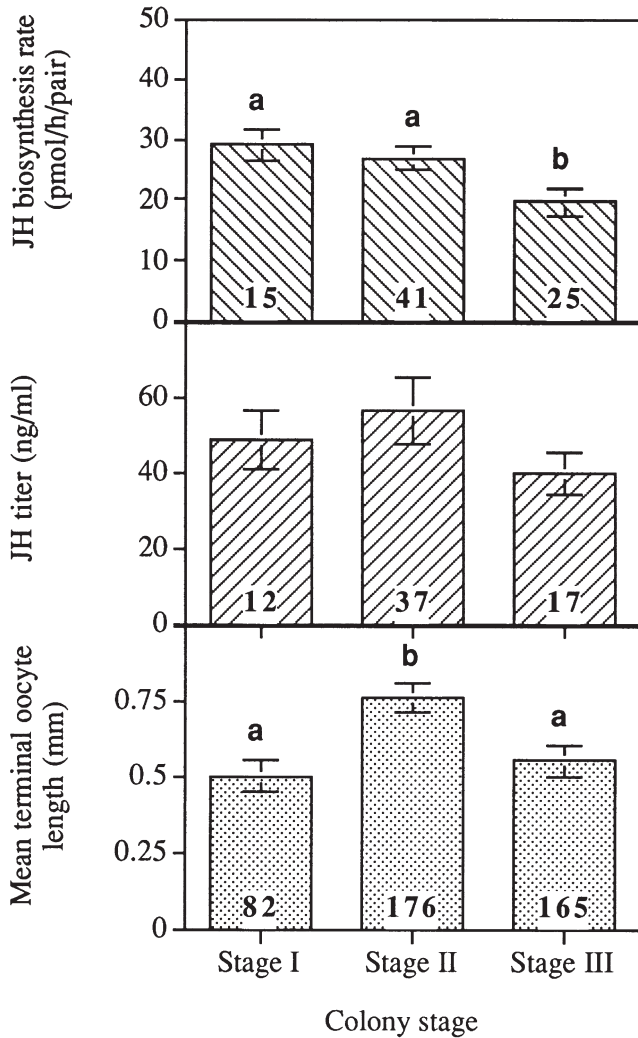 JH biosynthesis rate
(pmol/h/pair)
50
40
30
20
10
0
a
a
b
15
41
25
JH titer (ng/ml)
60
40
20
0
12
37
17
Mean terminal oocyte
length (mm)
0.75
0.5
0.25
0
a
b
a
82
176
165
Stage I
Stage II
Stage III
Colony stage